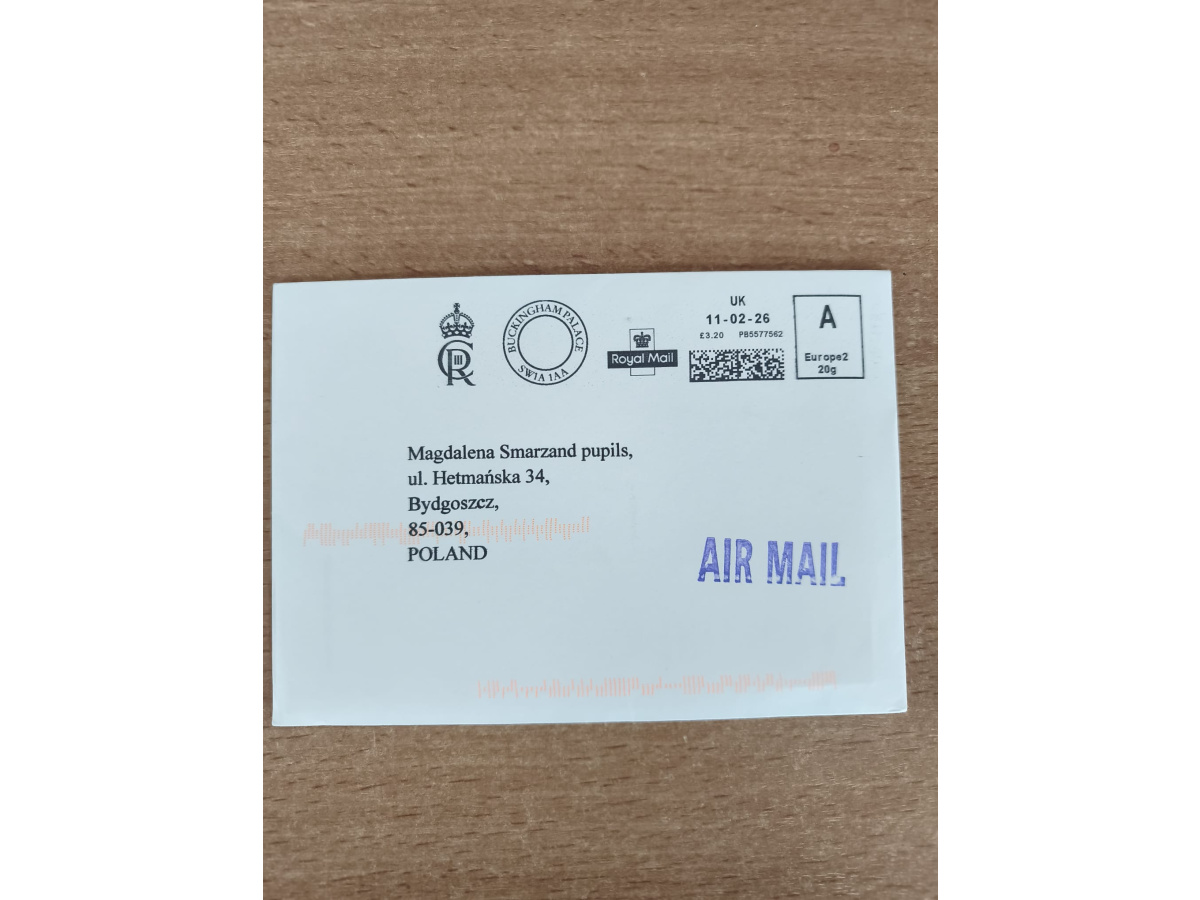 BUCKINGHAM PALACE
SW1A 1AA
C III R
Royal Mail
UK
11-02-26
£3.20 PB5577562
A
Europe2
20g
Magdalena Smarzand pupils,
ul. Hetmańska 34,
Bydgoszcz,
85-039,
POLAND
AIR MAIL